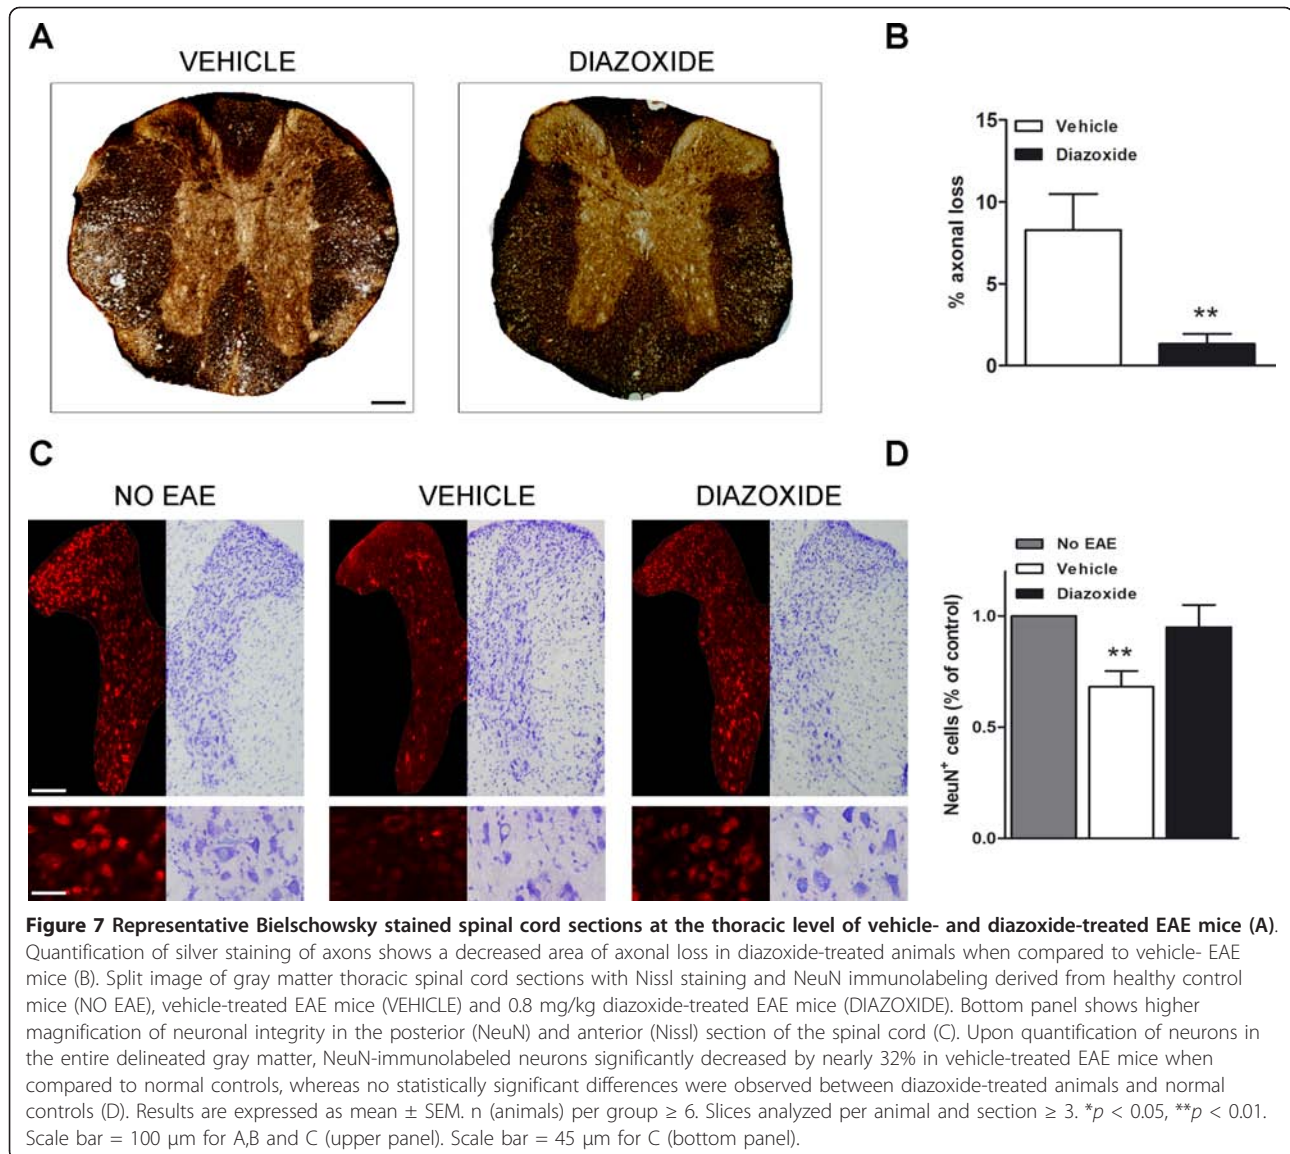 A
VEHICLE
DIAZOXIDE
B
15
10
5
0
% axonal loss
Vehicle
Diazoxide
**
C
NO EAE
VEHICLE
DIAZOXIDE
D
No EAE
Vehicle
Diazoxide
1.0
0.5
0.0
NeuN⁺ cells (% of control)
**
Figure 7 Representative Bielschowsky stained spinal cord sections at the thoracic level of vehicle- and diazoxide-treated EAE mice (A).
Quantification of silver staining of axons shows a decreased area of axonal loss in diazoxide-treated animals when compared to vehicle- EAE
mice (B). Split image of gray matter thoracic spinal cord sections with Nissl staining and NeuN immunolabeling derived from healthy control
mice (NO EAE), vehicle-treated EAE mice (VEHICLE) and 0.8 mg/kg diazoxide-treated EAE mice (DIAZOXIDE). Bottom panel shows higher
magnification of neuronal integrity in the posterior (NeuN) and anterior (Nissl) section of the spinal cord (C). Upon quantification of neurons in
the entire delineated gray matter, NeuN-immunolabeled neurons significantly decreased by nearly 32% in vehicle-treated EAE mice when
compared to normal controls, whereas no statistically significant differences were observed between diazoxide-treated animals and normal
controls (D). Results are expressed as mean ± SEM. n (animals) per group ≥ 6. Slices analyzed per animal and section ≥ 3. *p < 0.05, **p < 0.01.
Scale bar = 100 μm for A,B and C (upper panel). Scale bar = 45 μm for C (bottom panel).